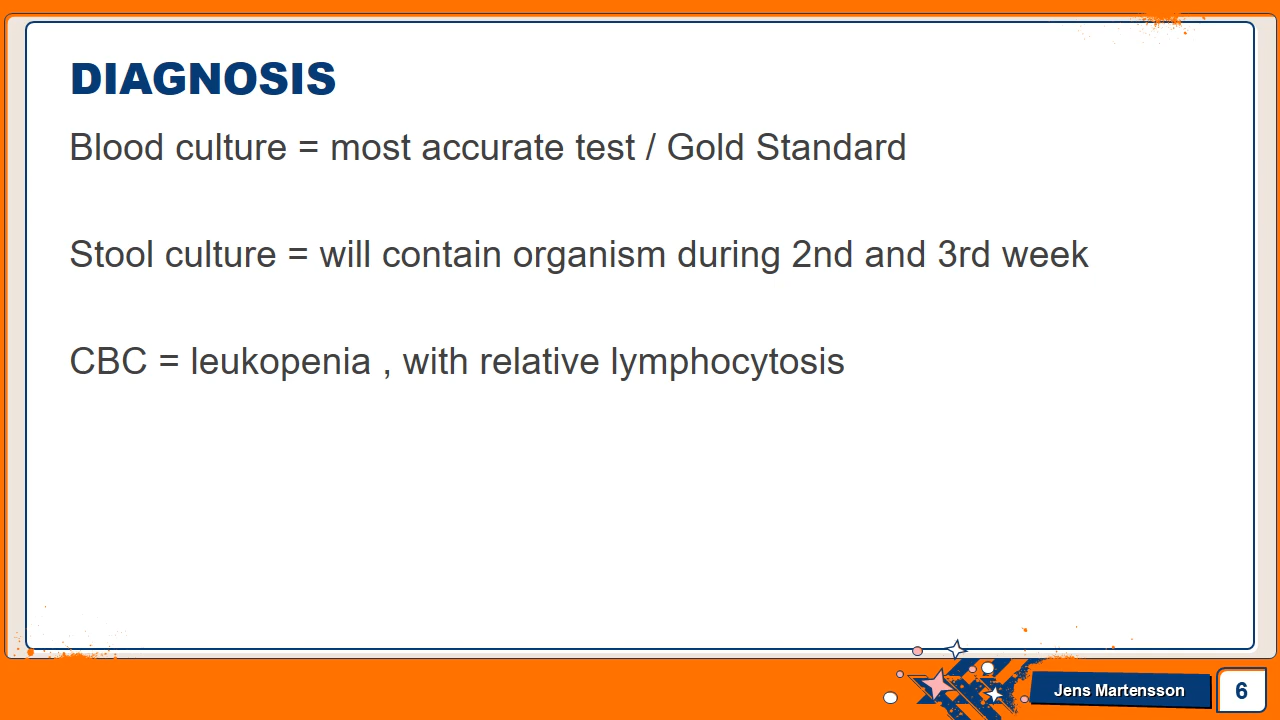 DIAGNOSIS
Blood culture = most accurate test / Gold Standard
Stool culture = will contain organism during 2nd and 3rd week
CBC = leukopenia , with relative lymphocytosis
Jens Martensson
6